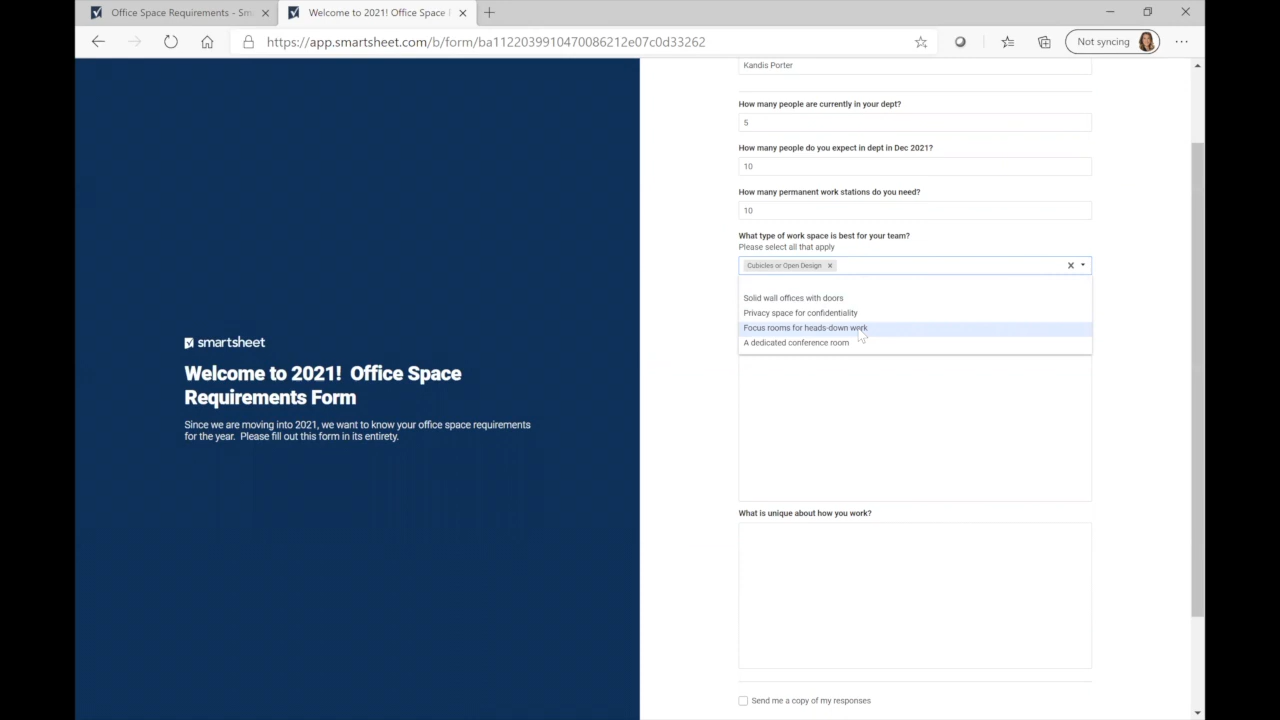 Office Space Requirements - Sm
Welcome to 2021! Office Space
https://app.smartsheet.com/b/form/ba1122039910470086212e07c0d33262
Not syncing
smartsheet
Welcome to 2021! Office Space
Requirements Form
Since we are moving into 2021, we want to know your office space requirements
for the year. Please fill out this form in its entirety.
Kandis Porter
How many people are currently in your dept?
5
How many people do you expect in dept in Dec 2021?
10
How many permanent work stations do you need?
10
What type of work space is best for your team?
Please select all that apply
Cubicles or Open Design
Solid wall offices with doors
Privacy space for confidentiality
Focus rooms for heads-down work
A dedicated conference room
What is unique about how you work?
Send me a copy of my responses